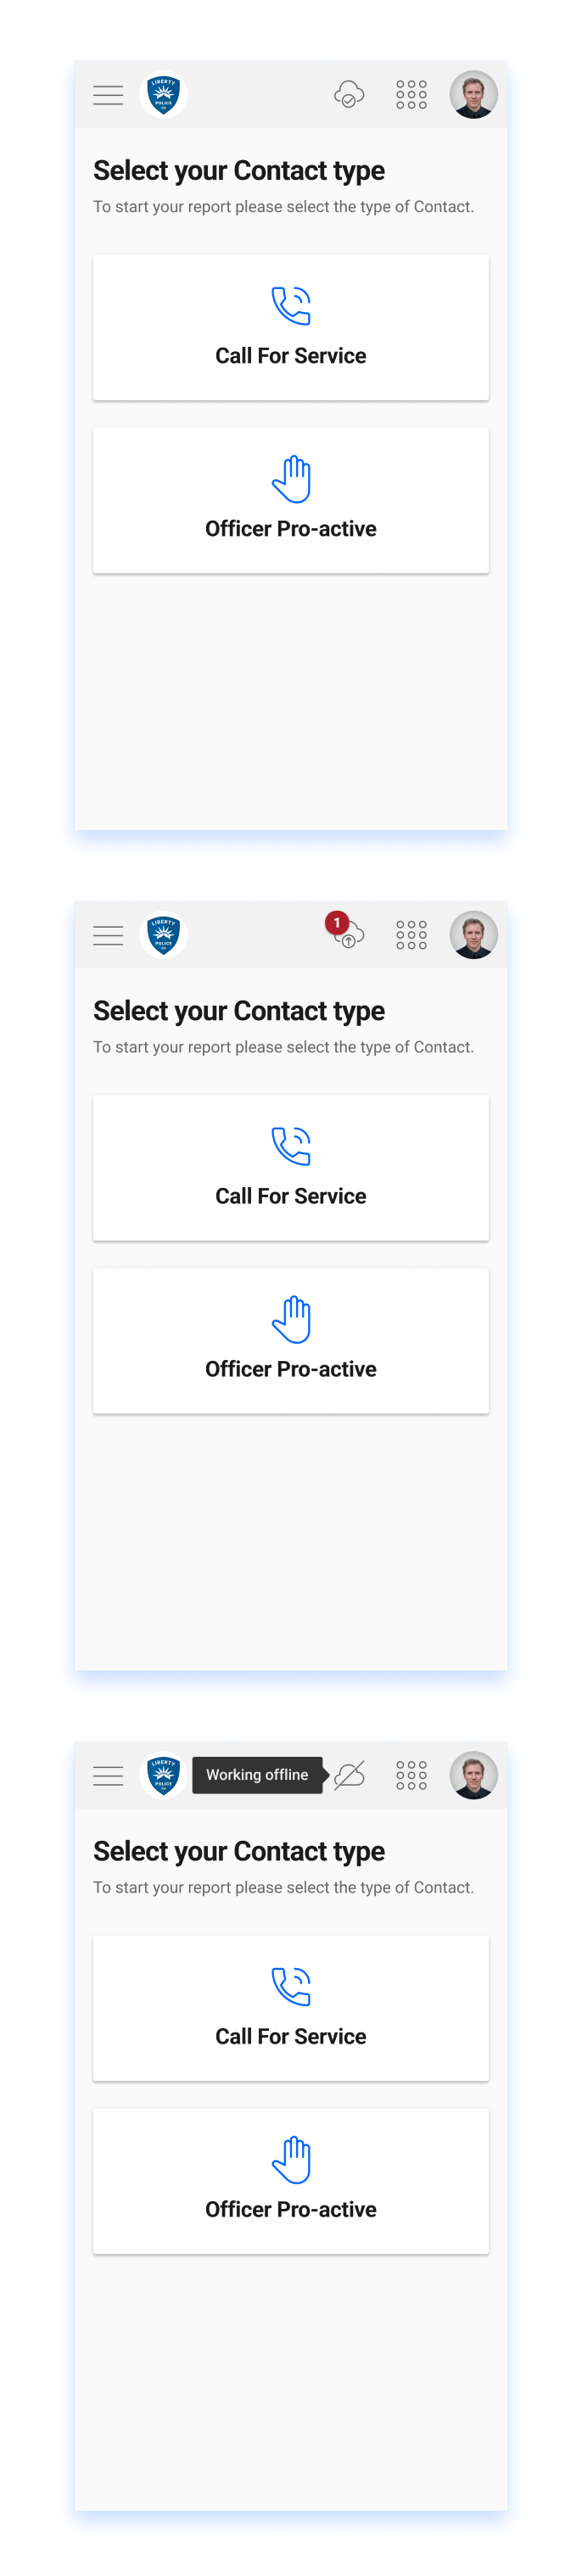 LIBERTY
POLICE
Select your Contact type
To start your report please select the type of Contact.
Call For Service
Officer Pro-active
LIBERTY
POLICE
1
Select your Contact type
To start your report please select the type of Contact.
Call For Service
Officer Pro-active
LIBERTY
POLICE
Working offline
Select your Contact type
To start your report please select the type of Contact.
Call For Service
Officer Pro-active